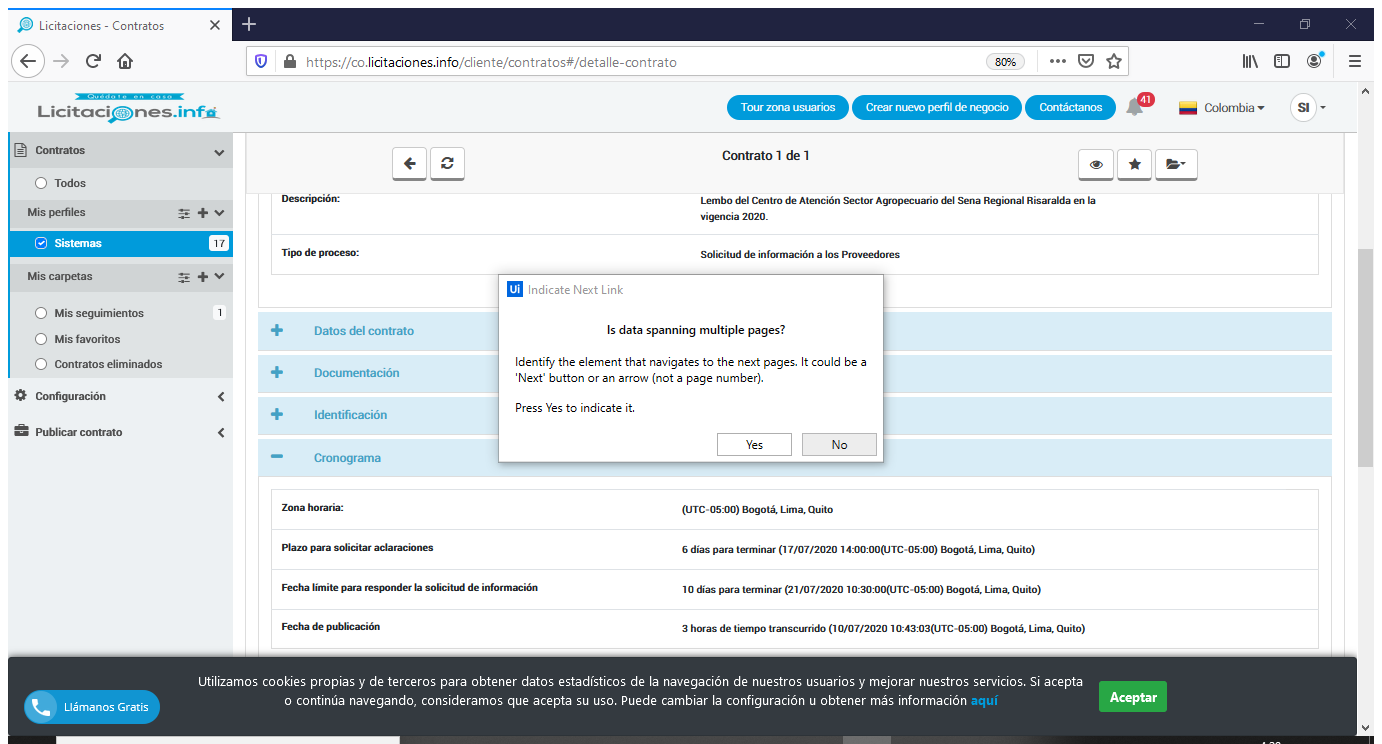 Licitaciones - Contratos
https://co.licitaciones.info/cliente/contratos#/detalle-contrato
80%
Quédate en casa
Licitaciones.info
Tour zona usuarios
Crear nuevo perfil de negocio
Contáctanos
41
Colombia
SI
Contratos
Todos
Mis perfiles
Sistemas
17
Mis carpetas
Mis seguimientos
1
Mis favoritos
Contratos eliminados
Configuración
Publicar contrato
Contrato 1 de 1
Descripción:
Lembo del Centro de Atención Sector Agropecuario del Sena Regional Risaralda en la
vigencia 2020.
Tipo de proceso:
Solicitud de información a los Proveedores
Datos del contrato
Documentación
Identificación
Cronograma
Ui Indicate Next Link
Is data spanning multiple pages?
Identify the element that navigates to the next pages. It could be a
'Next' button or an arrow (not a page number).
Press Yes to indicate it.
Yes
No
Zona horaria:
(UTC-05:00) Bogotá, Lima, Quito
Plazo para solicitar aclaraciones
6 días para terminar (17/07/2020 14:00:00(UTC-05:00) Bogotá, Lima, Quito)
Fecha límite para responder la solicitud de información
10 días para terminar (21/07/2020 10:30:00(UTC-05:00) Bogotá, Lima, Quito)
Fecha de publicación
3 horas de tiempo transcurrido (10/07/2020 10:43:03(UTC-05:00) Bogotá, Lima, Quito)
Utilizamos cookies propias y de terceros para obtener datos estadísticos de la navegación de nuestros usuarios y mejorar nuestros servicios. Si acepta
o continúa navegando, consideramos que acepta su uso. Puede cambiar la configuración u obtener más información aquí
Aceptar
Llámanos Gratis